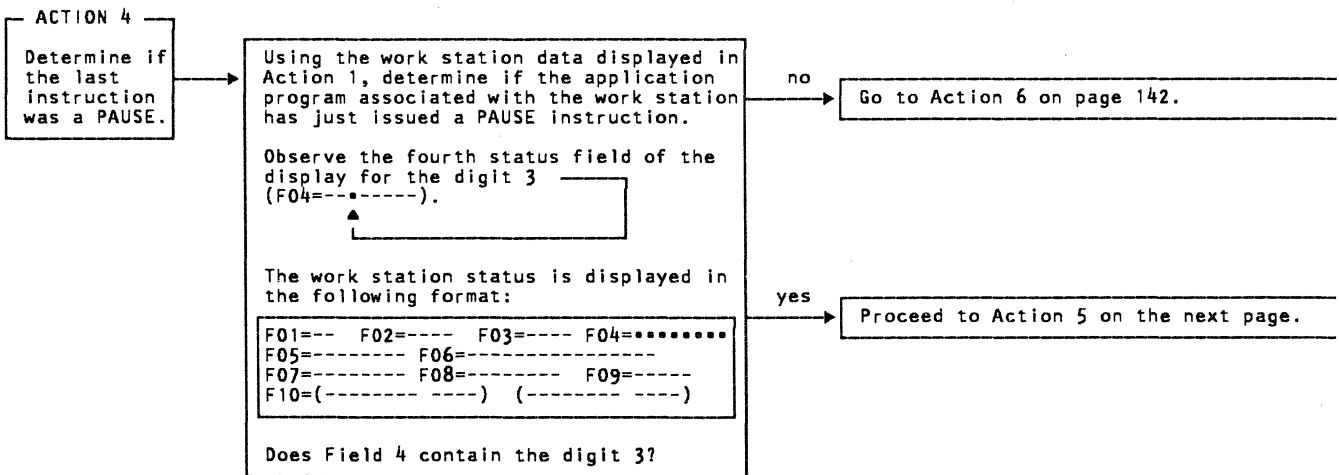 ACTION 4
Determine if
the last
instruction
was a PAUSE.
Using the work station data displayed in
Action 1, determine if the application
program associated with the work station
has just issued a PAUSE instruction.
Observe the fourth status field of the
display for the digit 3
(F04=--▪-----).
The work station status is displayed in
the following format:
F01=-- F02=---- F03=---- F04=▪▪▪▪▪▪▪▪
F05=-------- F06=----------------
F07=-------- F08=-------- F09=-----
F10=(-------- ----) (-------- ----)
Does Field 4 contain the digit 3?
no
Go to Action 6 on page 142.
yes
Proceed to Action 5 on the next page.